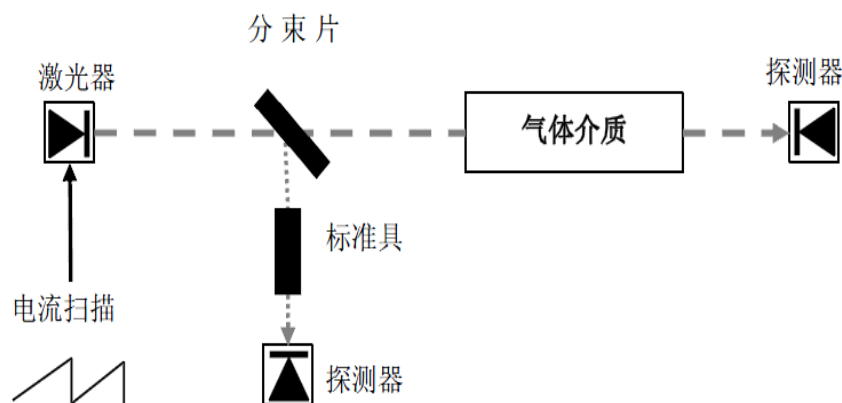 分束片
激光器
探测器
气体介质
标准具
电流扫描
探测器